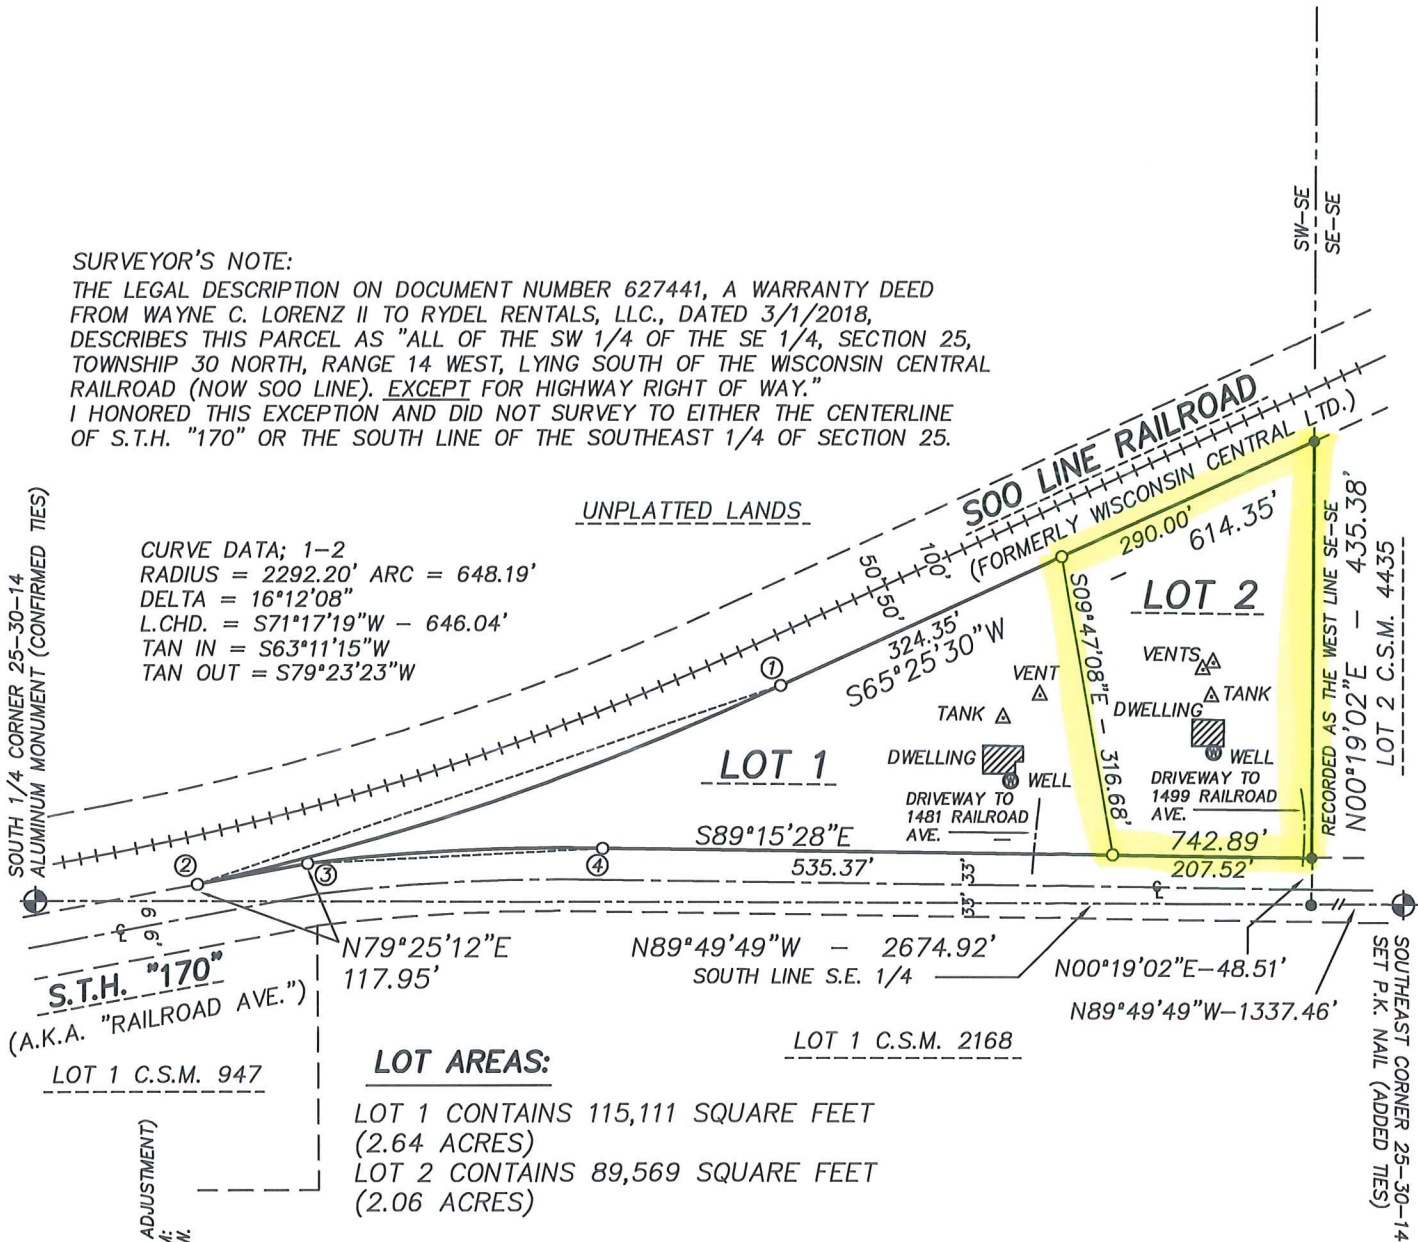 SW-SE
SE-SE
SURVEYOR'S NOTE:
THE LEGAL DESCRIPTION ON DOCUMENT NUMBER 627441, A WARRANTY DEED
FROM WAYNE C. LORENZ II TO RYDEL RENTALS, LLC., DATED 3/1/2018,
DESCRIBES THIS PARCEL AS "ALL OF THE SW 1/4 OF THE SE 1/4, SECTION 25,
TOWNSHIP 30 NORTH, RANGE 14 WEST, LYING SOUTH OF THE WISCONSIN CENTRAL
RAILROAD (NOW SOO LINE). EXCEPT FOR HIGHWAY RIGHT OF WAY."
I HONORED THIS EXCEPTION AND DID NOT SURVEY TO EITHER THE CENTERLINE
OF S.T.H. "170" OR THE SOUTH LINE OF THE SOUTHEAST 1/4 OF SECTION 25.
UNPLATTED LANDS
SOO LINE RAILROAD
(FORMERLY WISCONSIN CENTRAL LTD.)
CURVE DATA; 1-2
RADIUS = 2292.20' ARC = 648.19'
DELTA = 16°12'08"
L.CHD. = S71°17'19"W - 646.04'
TAN IN = S63°11'15"W
TAN OUT = S79°23'23"W
SOUTH 1/4 CORNER 25-30-14
ALUMINUM MONUMENT (CONFIRMED TIES)
50'
50'
100'
290.00'
614.35'
324.35'
S65°25'30"W
S09°47'08"E - 316.68'
LOT 2
VENTS
TANK
DWELLING
W
WELL
DRIVEWAY TO
1499 RAILROAD
AVE.
RECORDED AS THE WEST LINE SE-SE
N00°19'02"E - 435.38'
LOT 2 C.S.M. 4435
1
VENT
TANK
DWELLING
W
WELL
DRIVEWAY TO
1481 RAILROAD
AVE.
LOT 1
S89°15'28"E
742.89'
535.37'
207.52'
2
3
4
33'
33'
℄
℄
66'
N79°25'12"E
117.95'
N89°49'49"W - 2674.92'
SOUTH LINE S.E. 1/4
N00°19'02"E-48.51'
N89°49'49"W-1337.46'
SOUTHEAST CORNER 25-30-14
SET P.K. NAIL (ADDED TIES)
S.T.H. "170"
(A.K.A. "RAILROAD AVE.")
LOT 1 C.S.M. 947
LOT 1 C.S.M. 2168
LOT AREAS:
LOT 1 CONTAINS 115,111 SQUARE FEET
(2.64 ACRES)
LOT 2 CONTAINS 89,569 SQUARE FEET
(2.06 ACRES)
ADJUSTMENT)